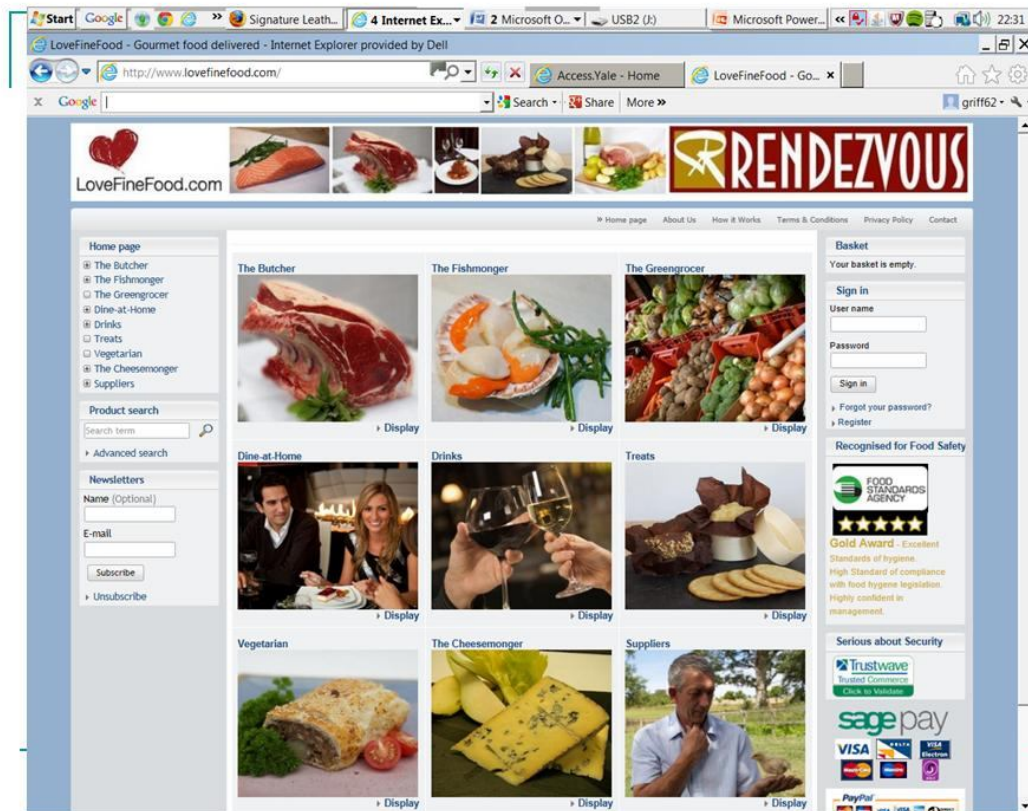 Start Google » Signature Leath... 4 Internet Ex... 2 Microsoft O... USB2 (J:) Microsoft Power... « 22:31
LoveFineFood - Gourmet food delivered - Internet Explorer provided by Dell
http://www.lovefinefood.com/ Access.Yale - Home LoveFineFood - Go... x
x Google Search Share More » griff62
LoveFineFood.com
RENDEZVOUS
» Home page About Us How it Works Terms & Conditions Privacy Policy Contact
Home page
The Butcher
The Fishmonger
The Greengrocer
Dine-at-Home
Drinks
Treats
Vegetarian
The Cheesemonger
Suppliers
Product search
Search term
Advanced search
Newsletters
Name (Optional)
E-mail
Subscribe
Unsubscribe
The Butcher The Fishmonger The Greengrocer
Display Display Display
Dine-at-Home Drinks Treats
Display Display Display
Vegetarian The Cheesemonger Suppliers
Display Display Display
Basket
Your basket is empty.
Sign in
User name
Password
Sign in
Forgot your password?
Register
Recognised for Food Safety
FOOD
STANDARDS
AGENCY
Gold Award - Excellent
Standards of hygiene.
High Standard of compliance
with food hygene legislation.
Highly confident in
management.
Serious about Security
Trustwave
Trusted Commerce
Click to Validate
sage pay
VISA DELTA VISA Electron
MasterCard Maestro
PayPal